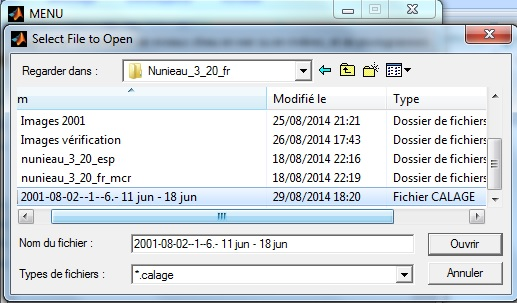 MENU
Select File to Open
Regarder dans : Nunieau_3_20_fr
m Modifié le Type
Images 2001 25/08/2014 21:21 Dossier de fichiers
Images vérification 26/08/2014 17:43 Dossier de fichiers
nunieau_3_20_esp 18/08/2014 22:16 Dossier de fichiers
nunieau_3_20_fr_mcr 18/08/2014 22:19 Dossier de fichiers
2001-08-02--1--6.- 11 jun - 18 jun 29/08/2014 18:20 Fichier CALAGE
Nom du fichier : 2001-08-02--1--6.- 11 jun - 18 jun Ouvrir
Types de fichiers : *.calage Annuler